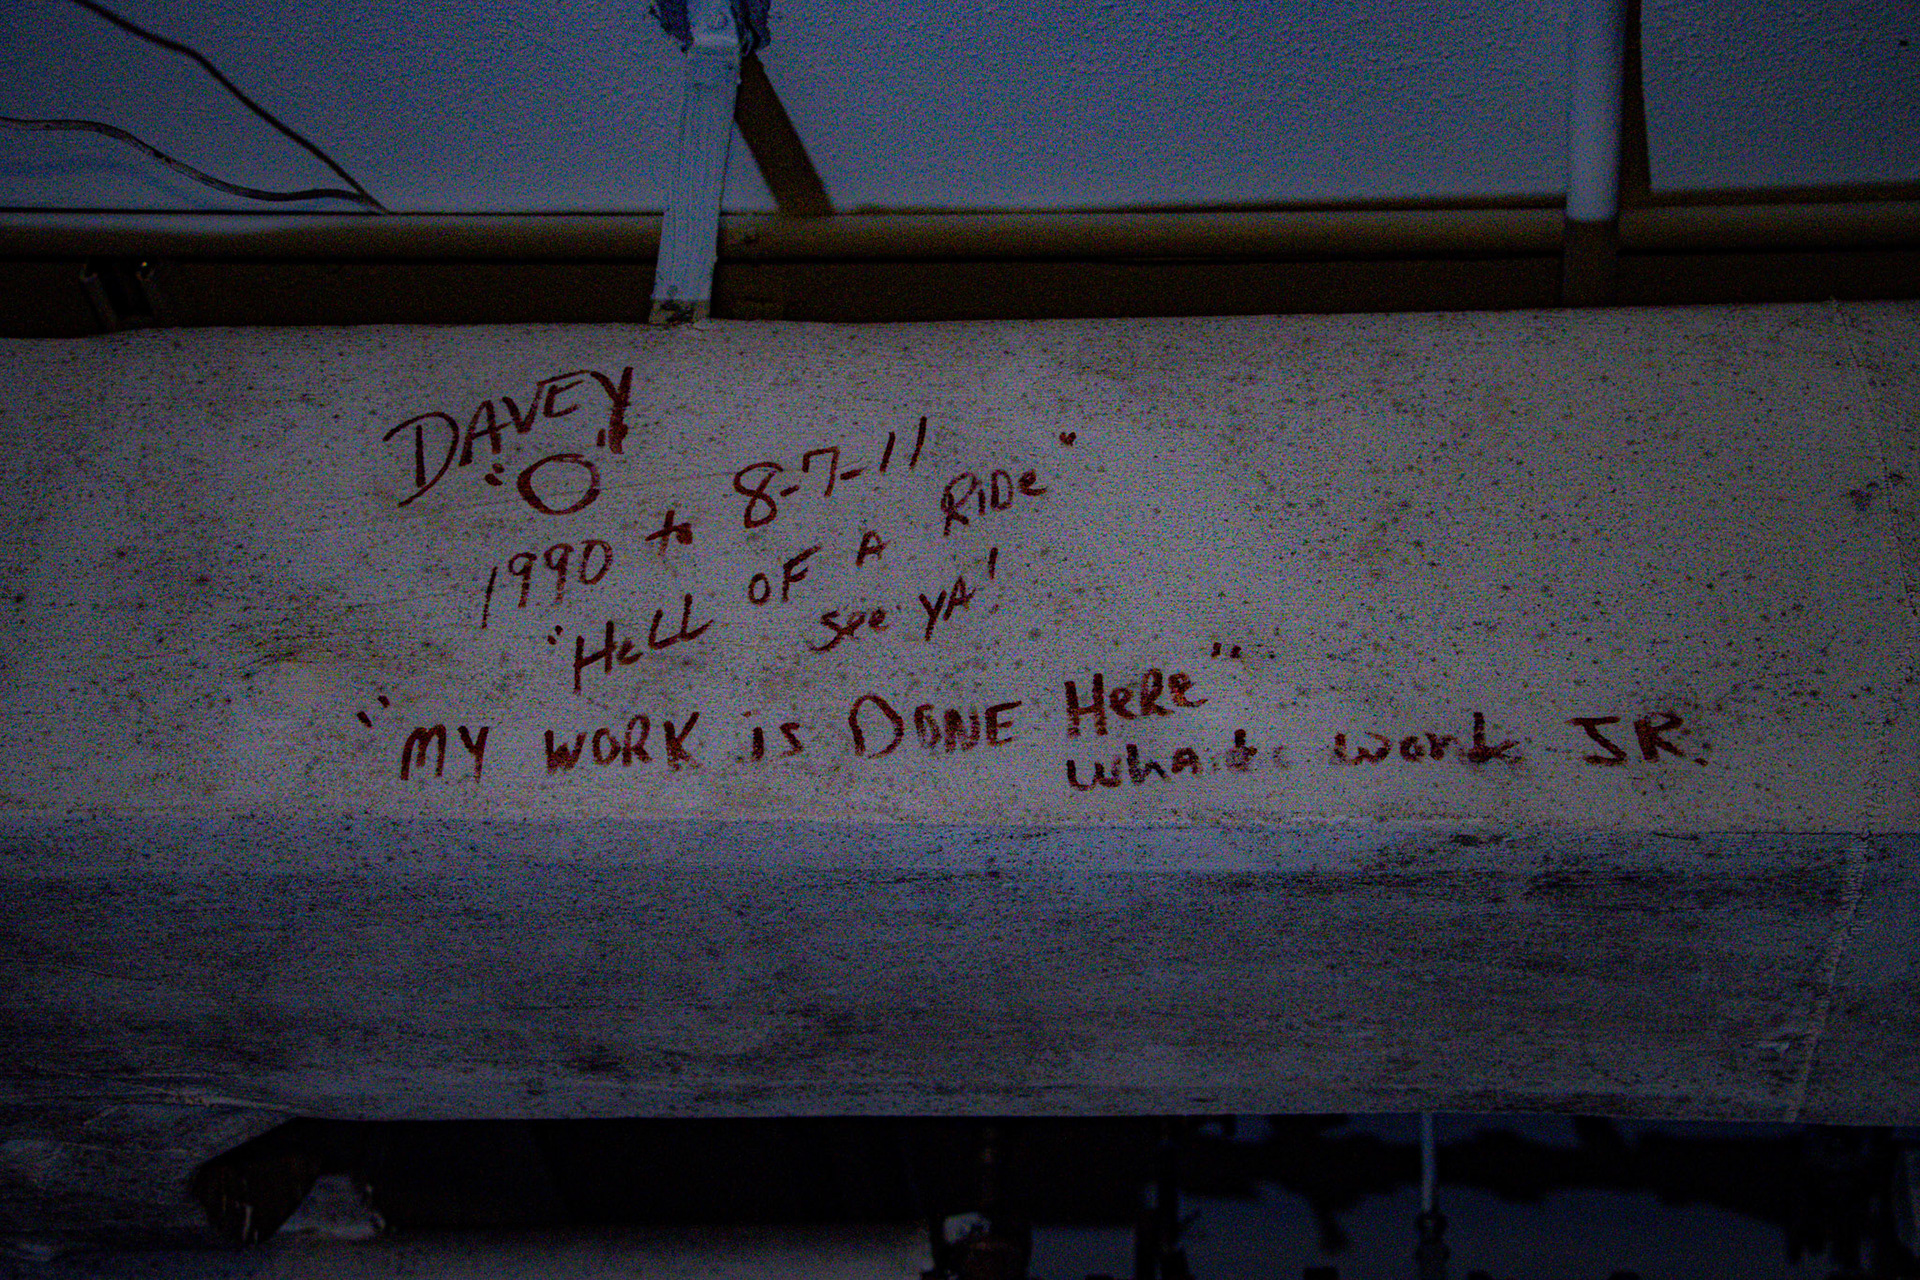 DAVEY
"O"
1990 to 8-7-11
"HeLL OF A RIDe"
See YA!
"MY WORK is DONE HeRe"
what work JR.